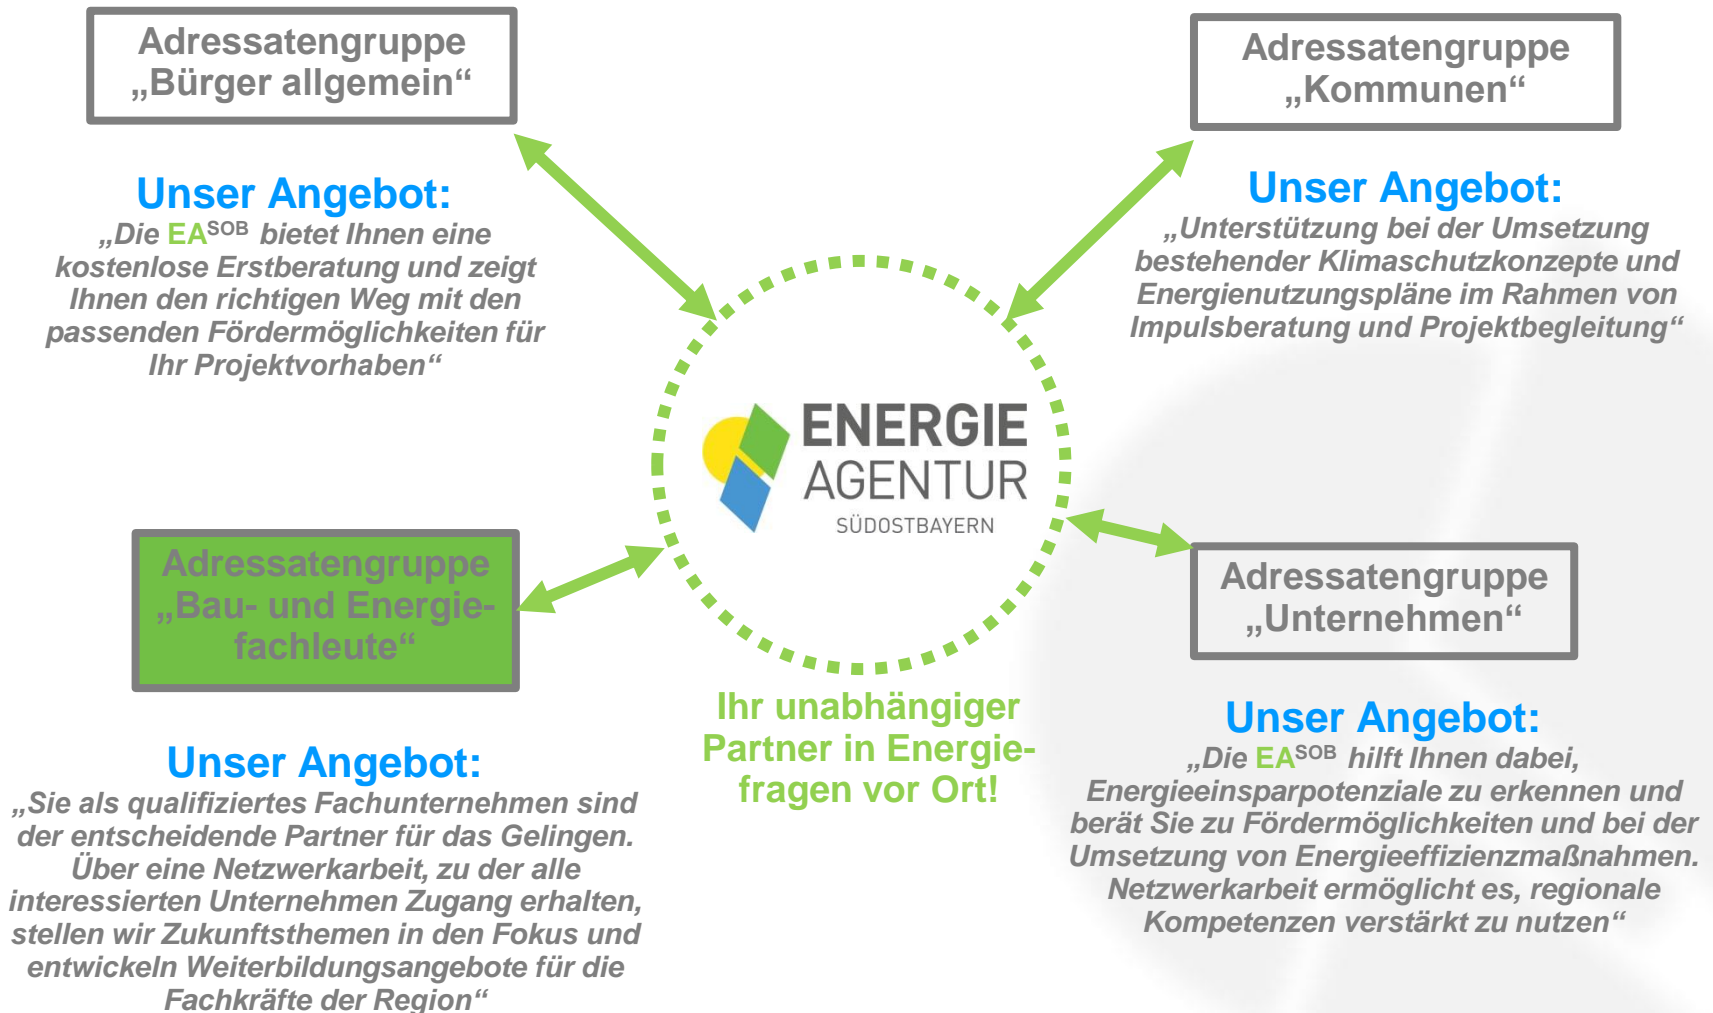 Adressatengruppe
„Bürger allgemein“
Unser Angebot:
„Die EASOB bietet Ihnen eine
kostenlose Erstberatung und zeigt
Ihnen den richtigen Weg mit den
passenden Fördermöglichkeiten für
Ihr Projektvorhaben“
Adressatengruppe
„Kommunen“
Unser Angebot:
„Unterstützung bei der Umsetzung
bestehender Klimaschutzkonzepte und
Energienutzungspläne im Rahmen von
Impulsberatung und Projektbegleitung“
ENERGIE
AGENTUR
SÜDOSTBAYERN
Ihr unabhängiger
Partner in Energie-
fragen vor Ort!
Adressatengruppe
„Bau- und Energie-
fachleute“
Unser Angebot:
„Sie als qualifiziertes Fachunternehmen sind
der entscheidende Partner für das Gelingen.
Über eine Netzwerkarbeit, zu der alle
interessierten Unternehmen Zugang erhalten,
stellen wir Zukunftsthemen in den Fokus und
entwickeln Weiterbildungsangebote für die
Fachkräfte der Region“
Adressatengruppe
„Unternehmen“
Unser Angebot:
„Die EASOB hilft Ihnen dabei,
Energieeinsparpotenziale zu erkennen und
berät Sie zu Fördermöglichkeiten und bei der
Umsetzung von Energieeffizienzmaßnahmen.
Netzwerkarbeit ermöglicht es, regionale
Kompetenzen verstärkt zu nutzen“